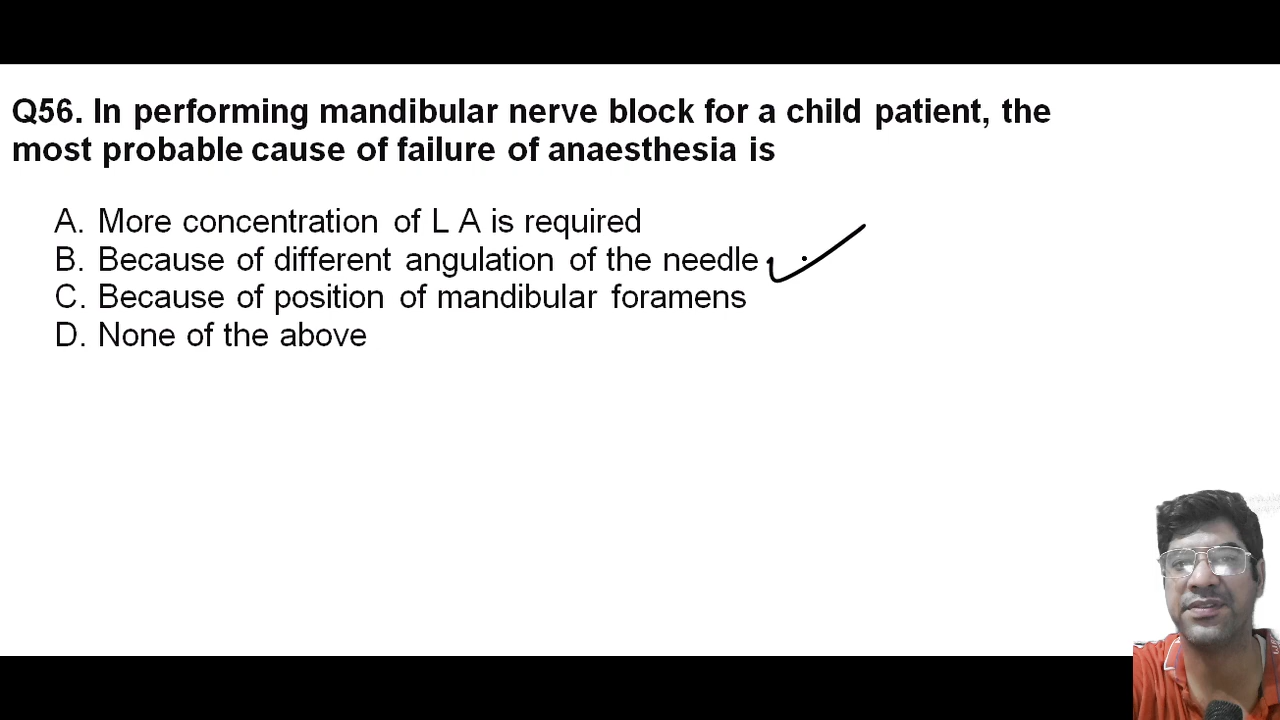 Q56. In performing mandibular nerve block for a child patient, the
most probable cause of failure of anaesthesia is
A. More concentration of L A is required
B. Because of different angulation of the needle
C. Because of position of mandibular foramens
D. None of the above